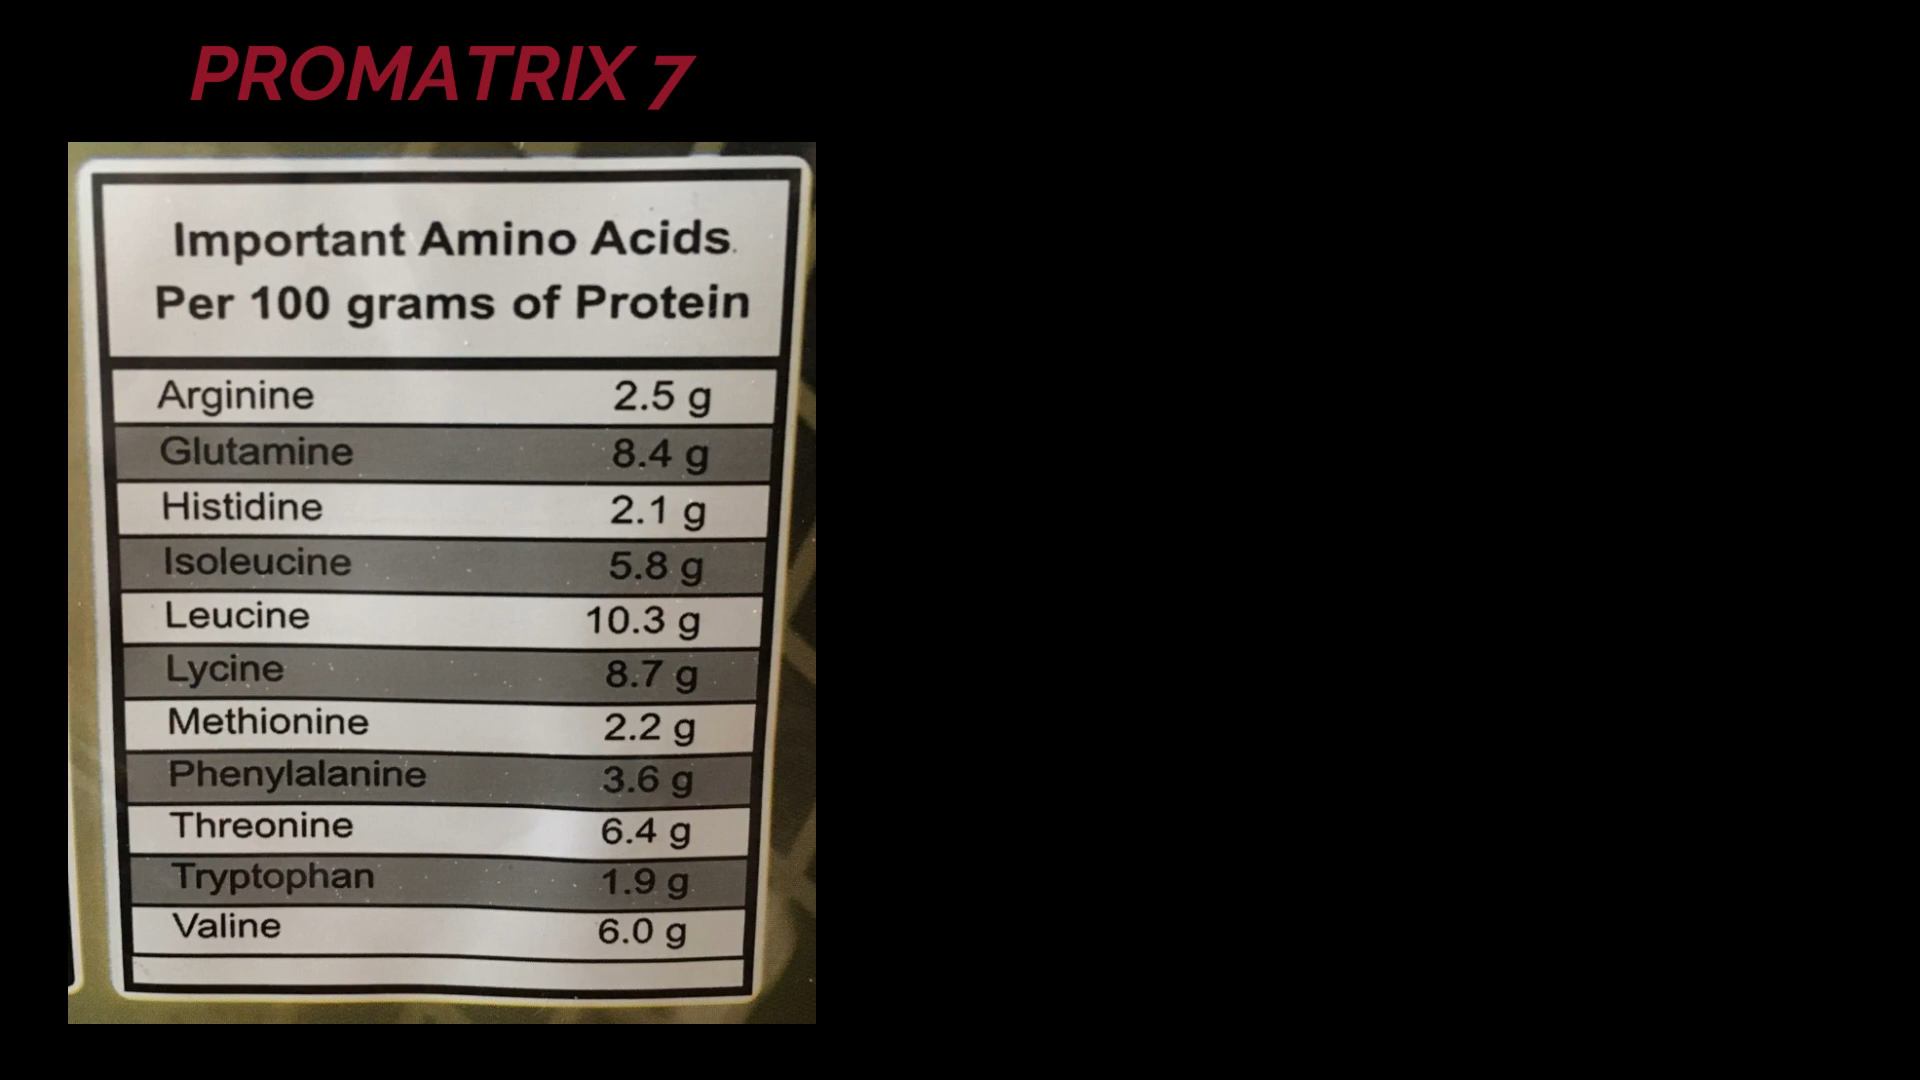 PROMATRIX 7
Important Amino Acids.
Per 100 grams of Protein
Arginine 2.5 g
Glutamine 8.4 g
Histidine 2.1 g
Isoleucine 5.8 g
Leucine 10.3 g
Lycine 8.7 g
Methionine 2.2 g
Phenylalanine 3.6 g
Threonine 6.4 g
Tryptophan 1.9 g
Valine 6.0 g